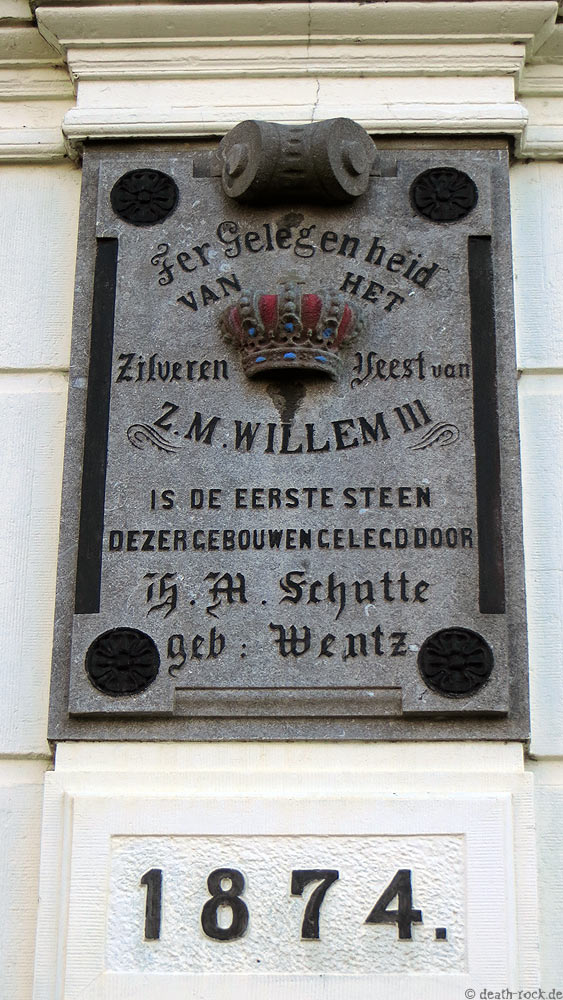 Ter Gelegenheïd
VAN HET
Zilveren Feest van
Z.M. WILLEM III
IS DE EERSTE STEEN
DEZER GEBOUWEN GELEGD DOOR
H. M. Schutte
geb: Wentz
1874.
© death-rock.de